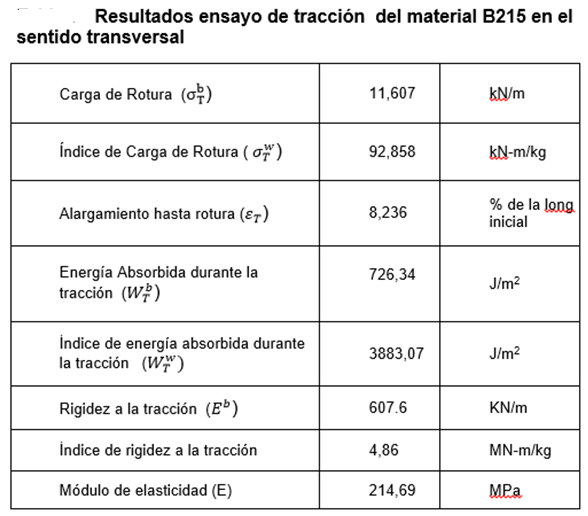 Resultados ensayo de tracción del material B215 en el
sentido transversal
Carga de Rotura (σ_T^b) 11,607 kN/m
Índice de Carga de Rotura ( σ_T^w) 92,858 kN-m/kg
Alargamiento hasta rotura (ε_T) 8,236 % de la long
inicial
Energía Absorbida durante la
tracción (W_T^b) 726,34 J/m²
Índice de energía absorbida durante
la tracción (W_T^w) 3883,07 J/m²
Rigidez a la tracción (E^b) 607.6 KN/m
Índice de rigidez a la tracción 4,86 MN-m/kg
Módulo de elasticidad (E) 214,69 MPa